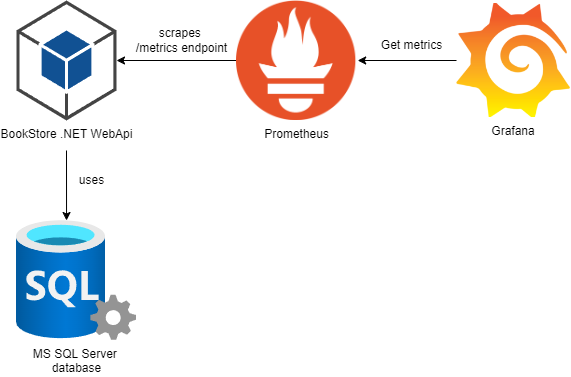 scrapes
/metrics endpoint
Get metrics
BookStore .NET WebApi
Prometheus
Grafana
uses
SQL
MS SQL Server
database